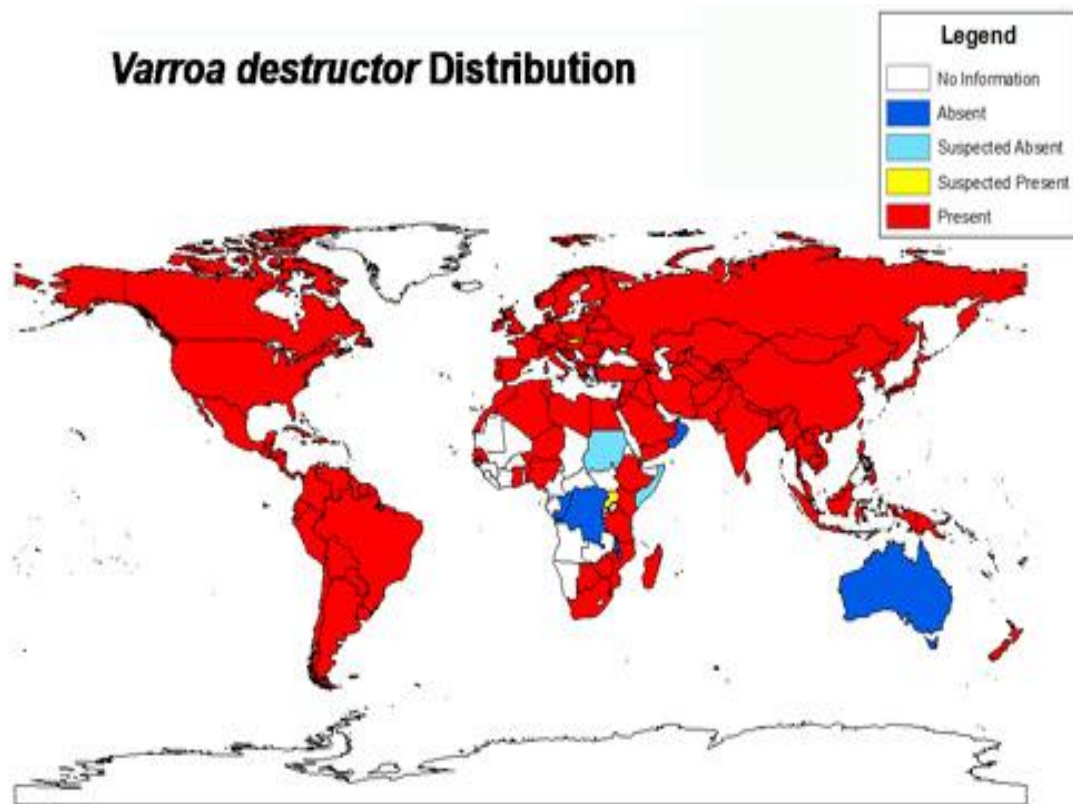 Varroa destructor Distribution
Legend
No Information
Absent
Suspected Absent
Suspected Present
Present